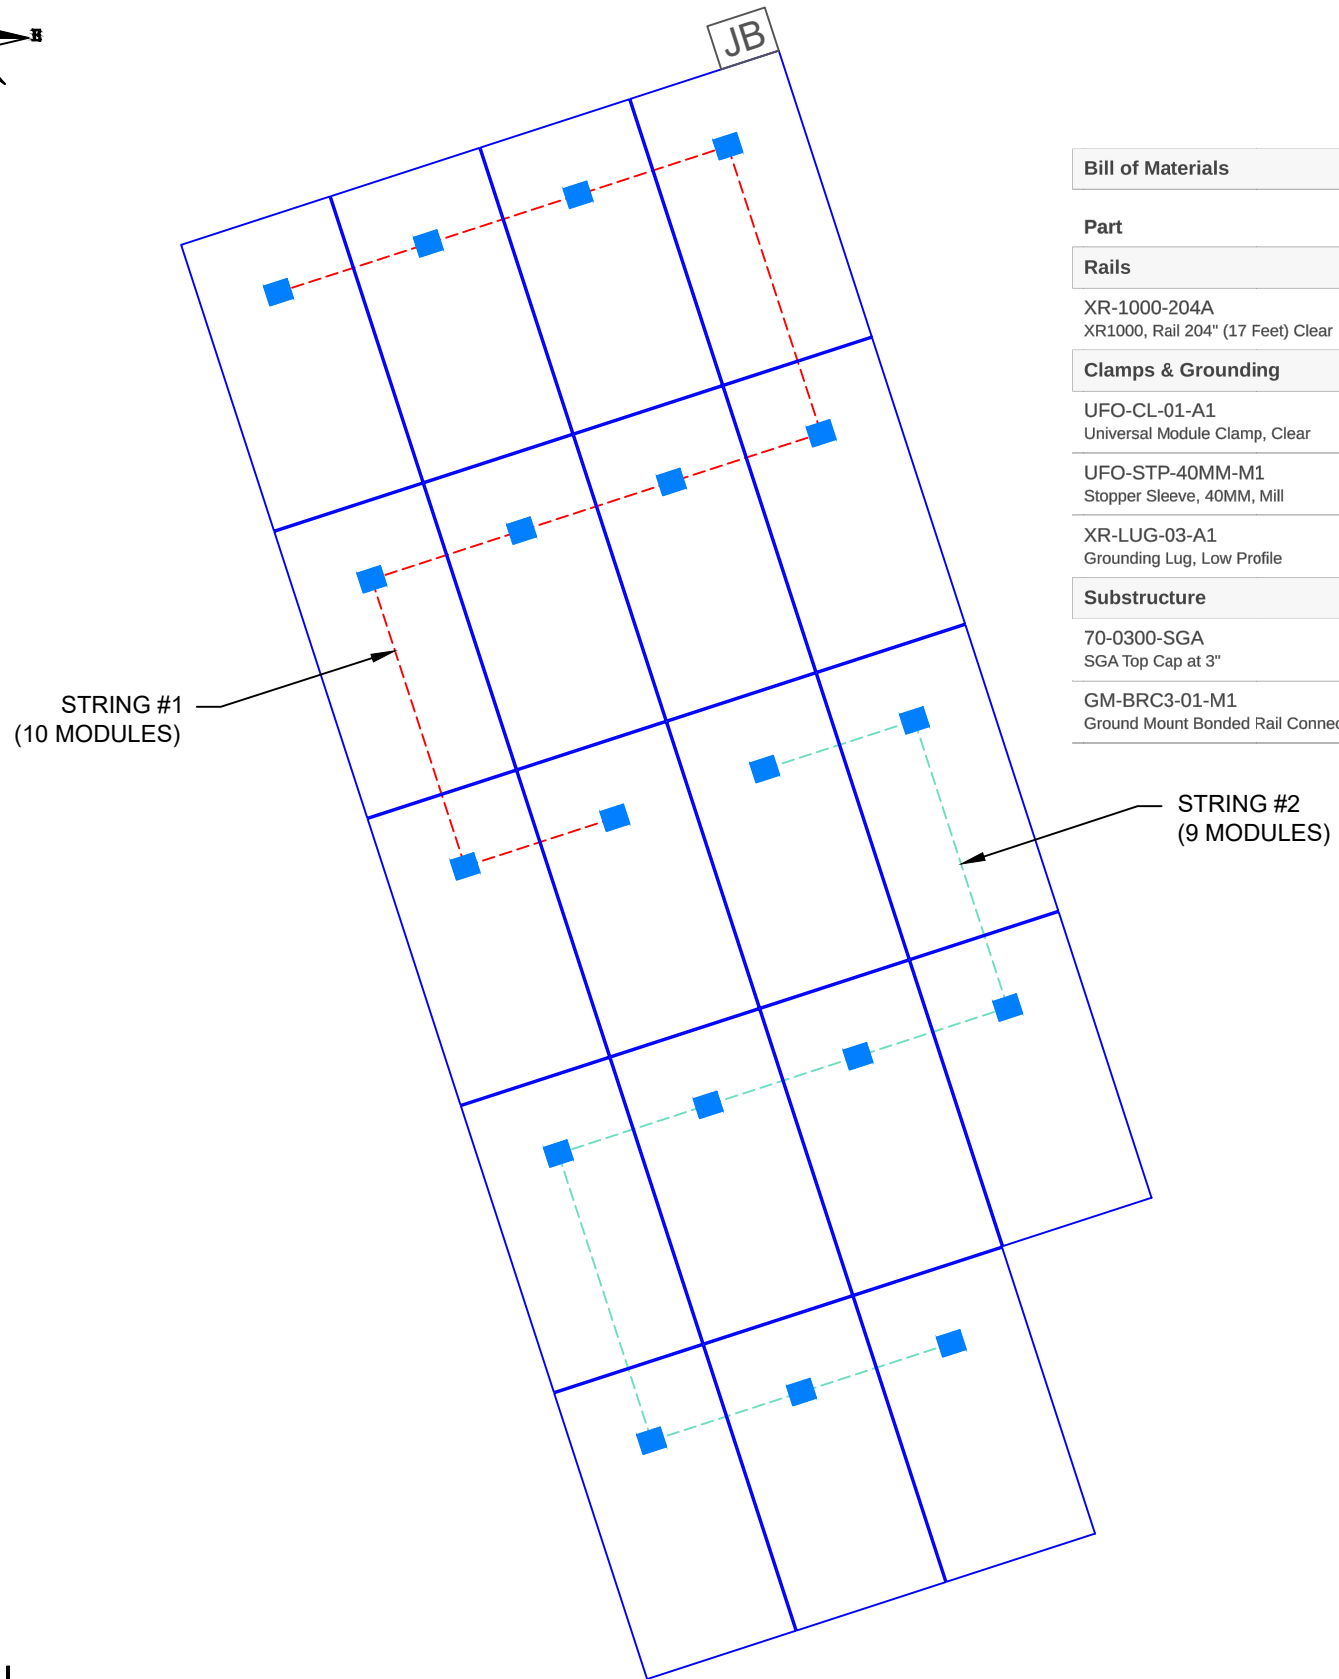 JB
Bill of Materials
Part
Rails
XR-1000-204A
XR1000, Rail 204" (17 Feet) Clear
Clamps & Grounding
UFO-CL-01-A1
Universal Module Clamp, Clear
UFO-STP-40MM-M1
Stopper Sleeve, 40MM, Mill
XR-LUG-03-A1
Grounding Lug, Low Profile
Substructure
70-0300-SGA
SGA Top Cap at 3"
GM-BRC3-01-M1
Ground Mount Bonded Rail Connec
STRING #1
(10 MODULES)
STRING #2
(9 MODULES)